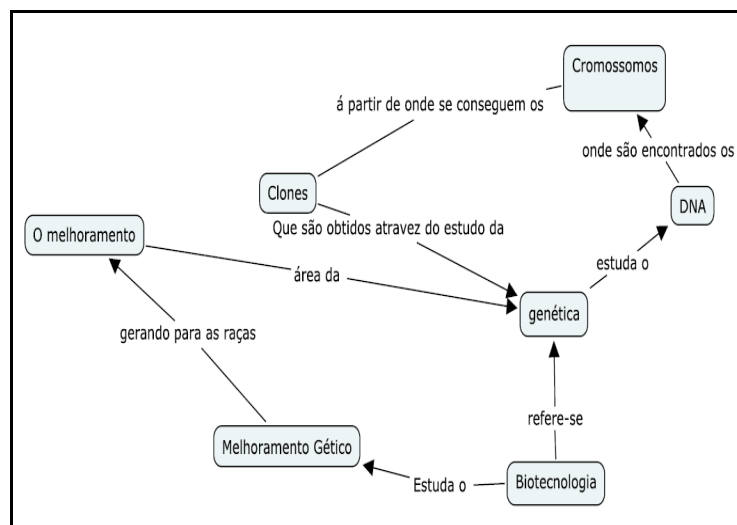 Cromossomos
á partir de onde se conseguem os
onde são encontrados os
Clones
DNA
Que são obtidos atravez do estudo da
O melhoramento
estuda o
área da
genética
gerando para as raças
refere-se
Melhoramento Gético
Estuda o
Biotecnologia